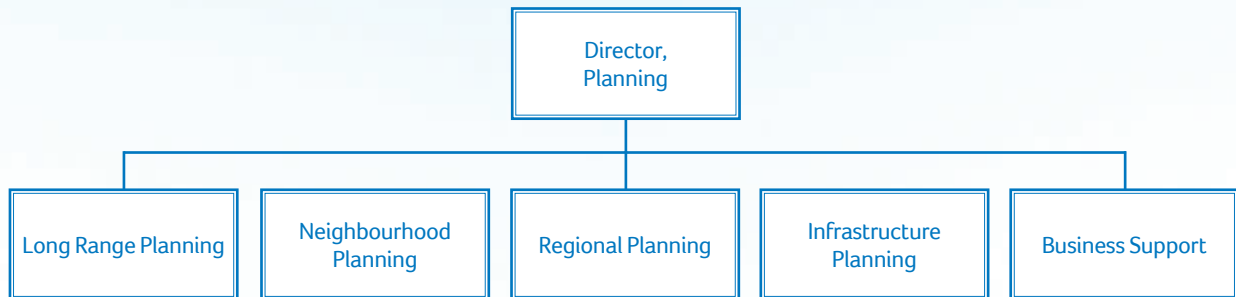 Director,
Planning
Long Range Planning
Neighbourhood
Planning
Regional Planning
Infrastructure
Planning
Business Support